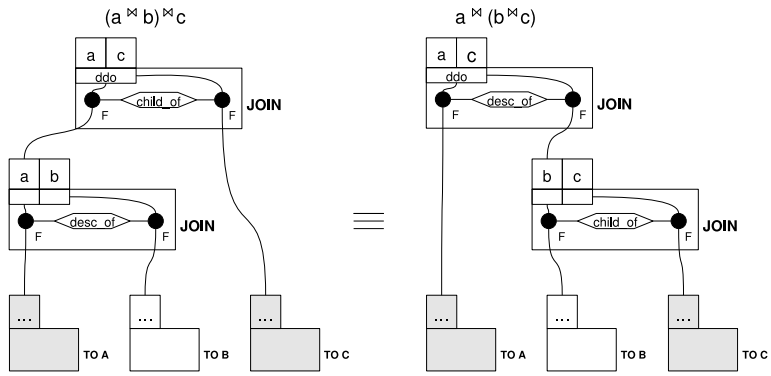 (a ⋈ b) ⋈ c
a ⋈ (b ⋈ c)
a c
ddo
child_of
F F
JOIN
a c
ddo
desc_of
F F
JOIN
a b
desc_of
F F
JOIN
b c
child_of
F F
JOIN
... TO A
... TO B
... TO C
... TO A
... TO B
... TO C